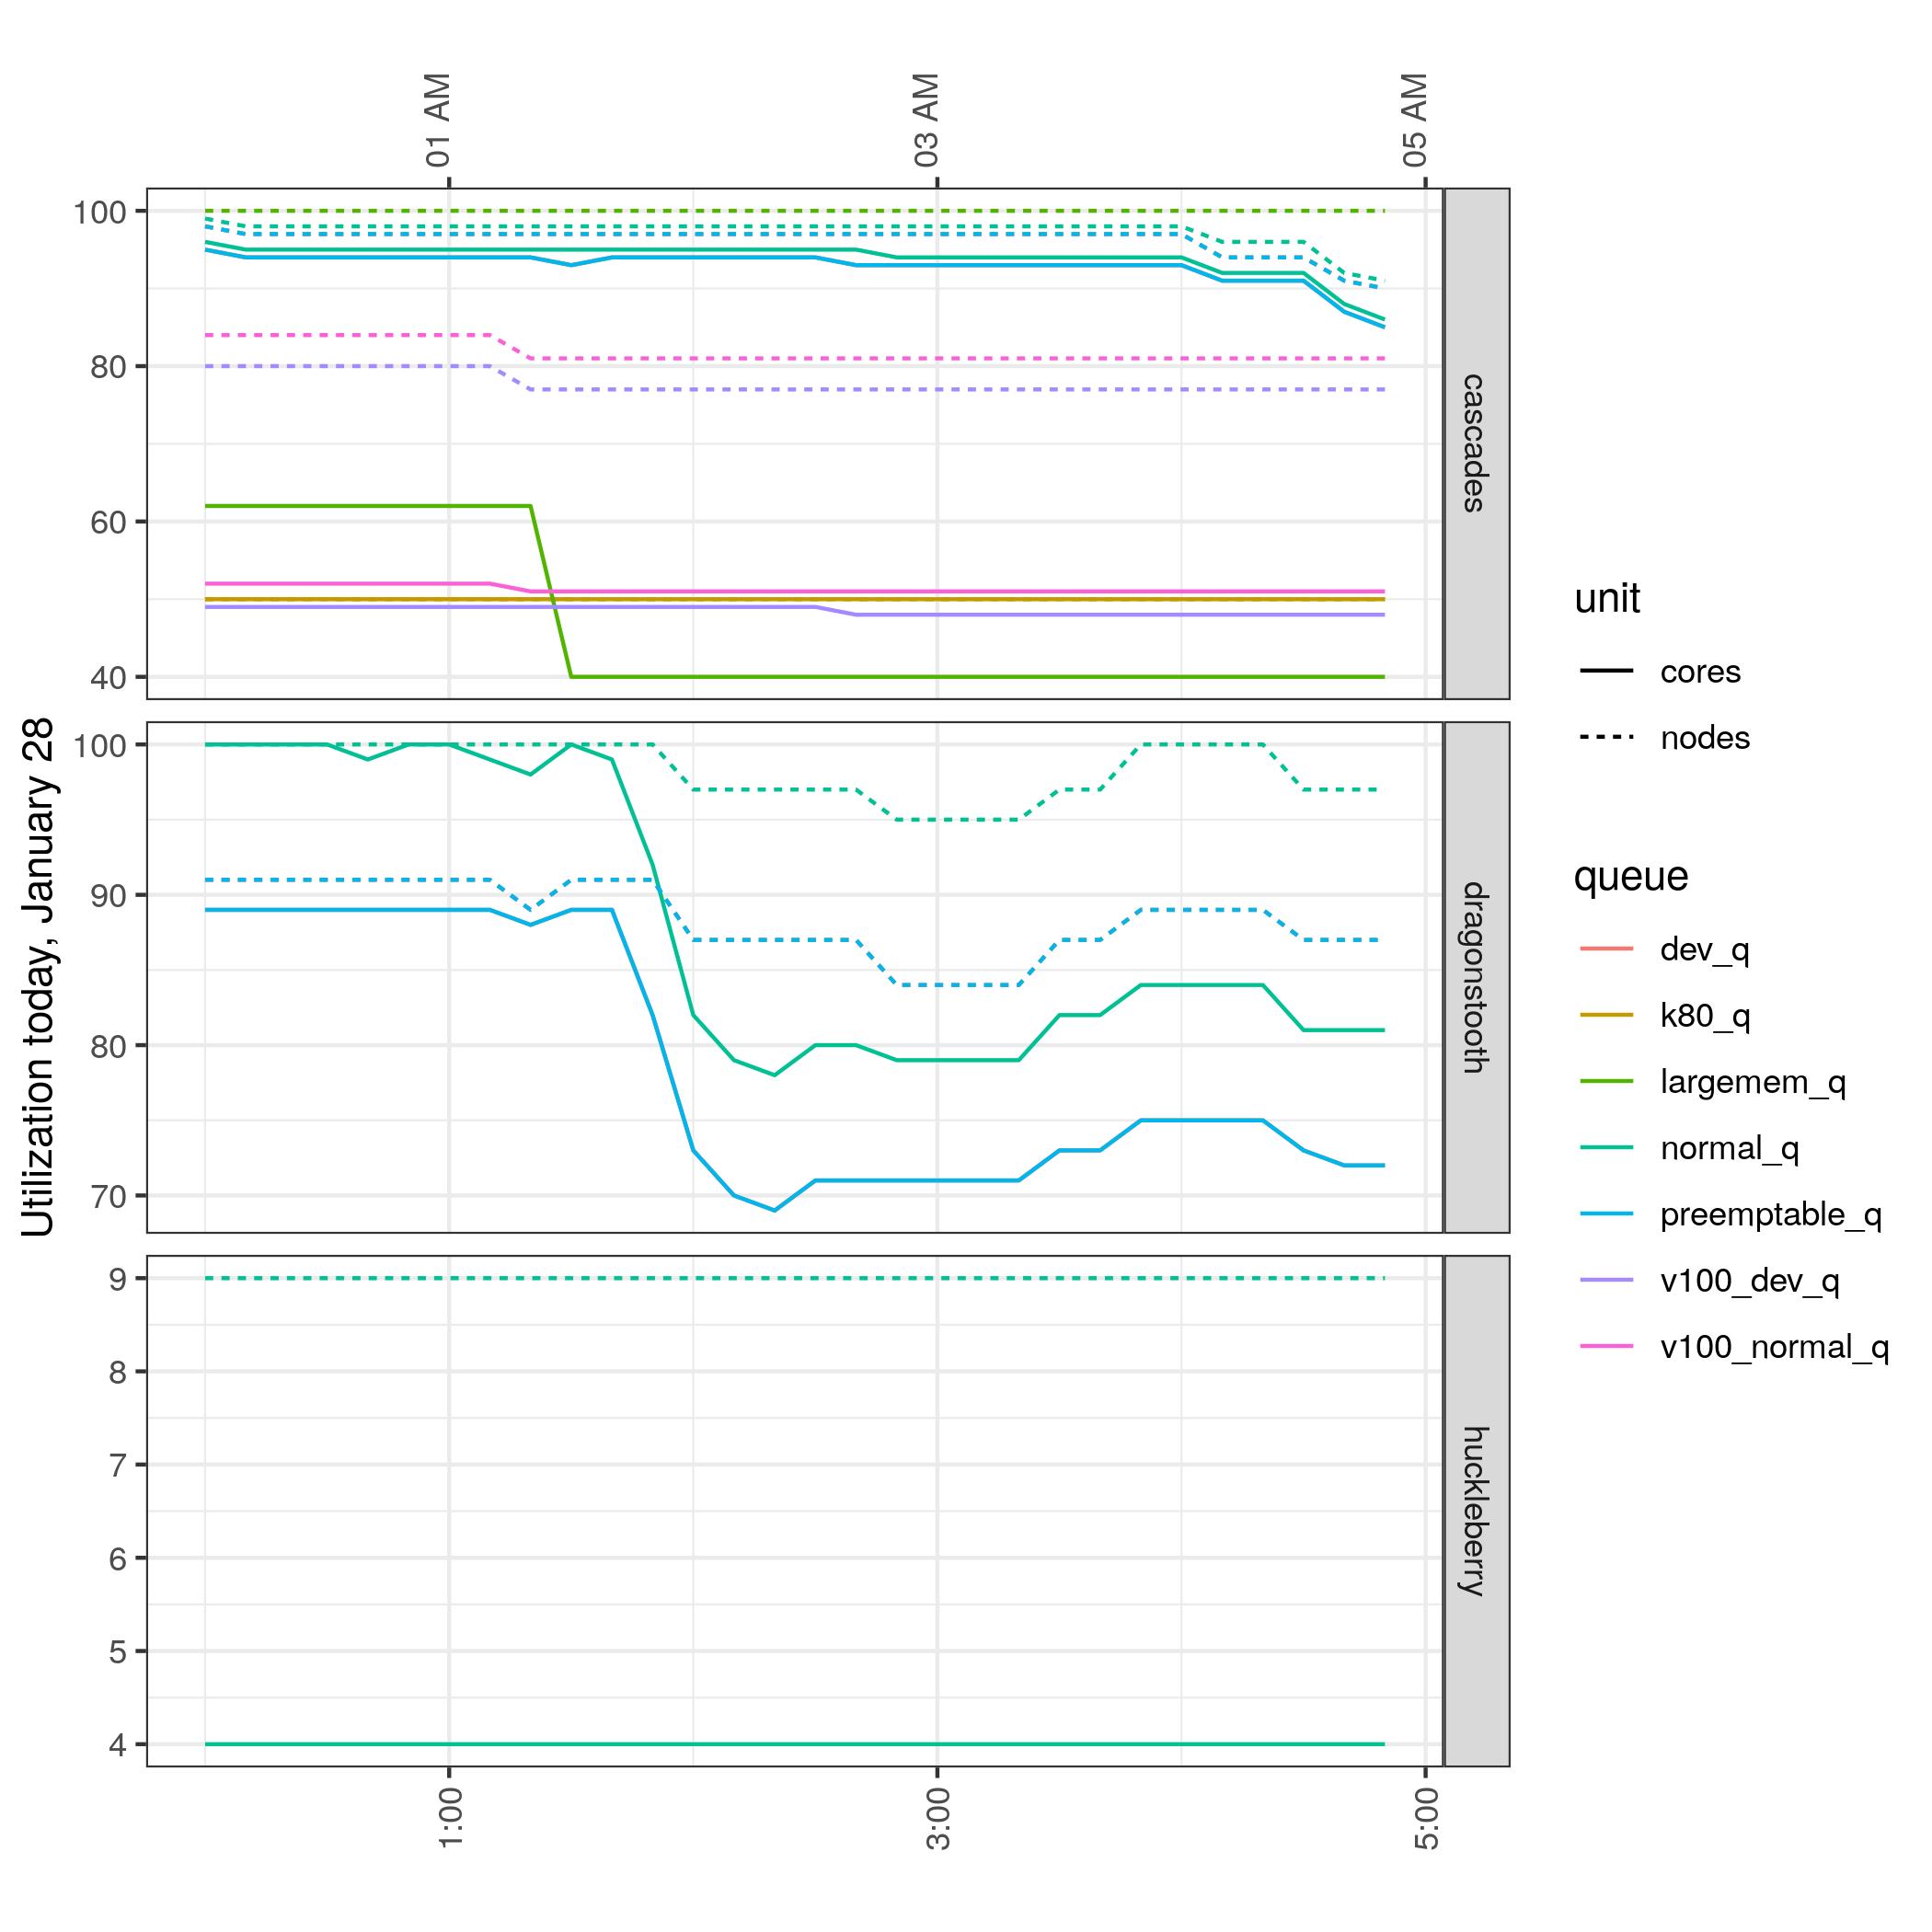 01 AM
03 AM
05 AM
Utilization today, January 28
100
80
60
40
cascades
100
90
80
70
dragonstooth
9
8
7
6
5
4
huckleberry
1:00
3:00
5:00
unit
cores
nodes
queue
dev_q
k80_q
largemem_q
normal_q
preemptable_q
v100_dev_q
v100_normal_q